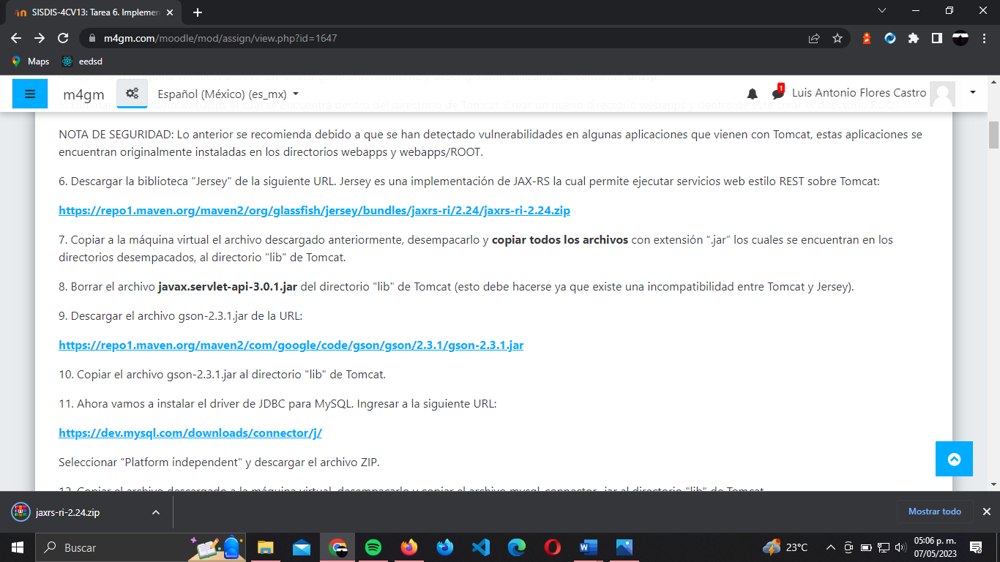 SISDIS-4CV13: Tarea 6. Implemen
m4gm.com/moodle/mod/assign/view.php?id=1647
Maps
eedsd
m4gm
Español (México) (es_mx)
1
Luis Antonio Flores Castro
NOTA DE SEGURIDAD: Lo anterior se recomienda debido a que se han detectado vulnerabilidades en algunas aplicaciones que vienen con Tomcat, estas aplicaciones se
encuentran originalmente instaladas en los directorios webapps y webapps/ROOT.
6. Descargar la biblioteca "Jersey" de la siguiente URL. Jersey es una implementación de JAX-RS la cual permite ejecutar servicios web estilo REST sobre Tomcat:
https://repo1.maven.org/maven2/org/glassfish/jersey/bundles/jaxrs-ri/2.24/jaxrs-ri-2.24.zip
7. Copiar a la máquina virtual el archivo descargado anteriormente, desempacarlo y copiar todos los archivos con extensión “.jar” los cuales se encuentran en los
directorios desempacados, al directorio "lib" de Tomcat.
8. Borrar el archivo javax.servlet-api-3.0.1.jar del directorio "lib" de Tomcat (esto debe hacerse ya que existe una incompatibilidad entre Tomcat y Jersey).
9. Descargar el archivo gson-2.3.1.jar de la URL:
https://repo1.maven.org/maven2/com/google/code/gson/gson/2.3.1/gson-2.3.1.jar
10. Copiar el archivo gson-2.3.1.jar al directorio "lib" de Tomcat.
11. Ahora vamos a instalar el driver de JDBC para MySQL. Ingresar a la siguiente URL:
https://dev.mysql.com/downloads/connector/j/
Seleccionar “Platform independent" y descargar el archivo ZIP.
12. Copiar el archivo descargado a la máquina virtual, desempacarlo y copiar el archivo mysql-connector...jar al directorio "lib" de Tomcat.
jaxrs-ri-2.24.zip
Mostrar todo
Buscar
23°C
05:06 p. m.
07/05/2023